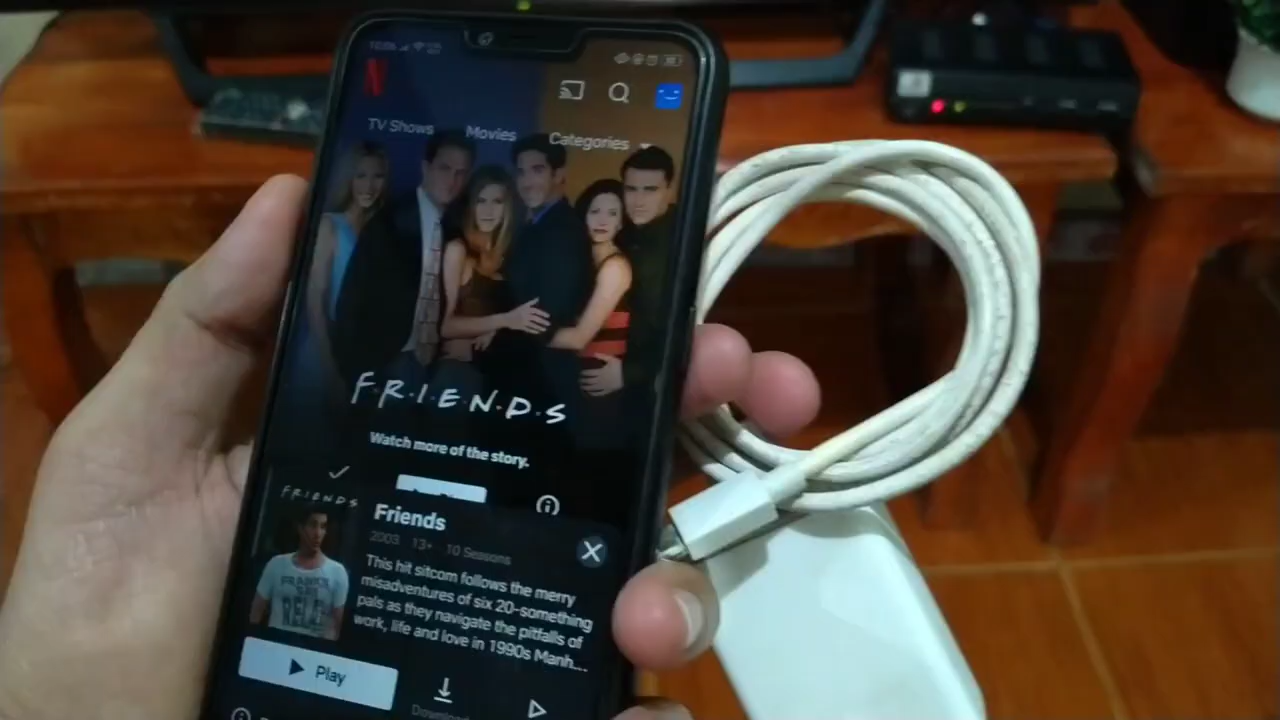 N
TV Shows Movies Categories
F·R·I·E·N·D·S
Watch more of the story.
FRIENDS
Friends
2003 13+ 10 Seasons
This hit sitcom follows the merry
misadventures of six 20-something
pals as they navigate the pitfalls of
work, life and love in 1990s Manh...
Play
Download